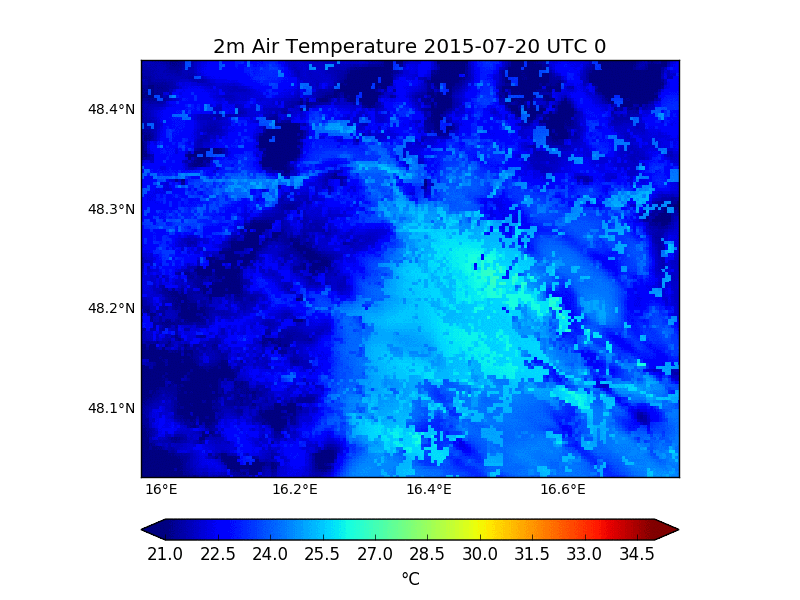 2m Air Temperature 2015-07-20 UTC 0
48.4°N
48.3°N
48.2°N
48.1°N
16°E 16.2°E 16.4°E 16.6°E
21.0 22.5 24.0 25.5 27.0 28.5 30.0 31.5 33.0 34.5
°C